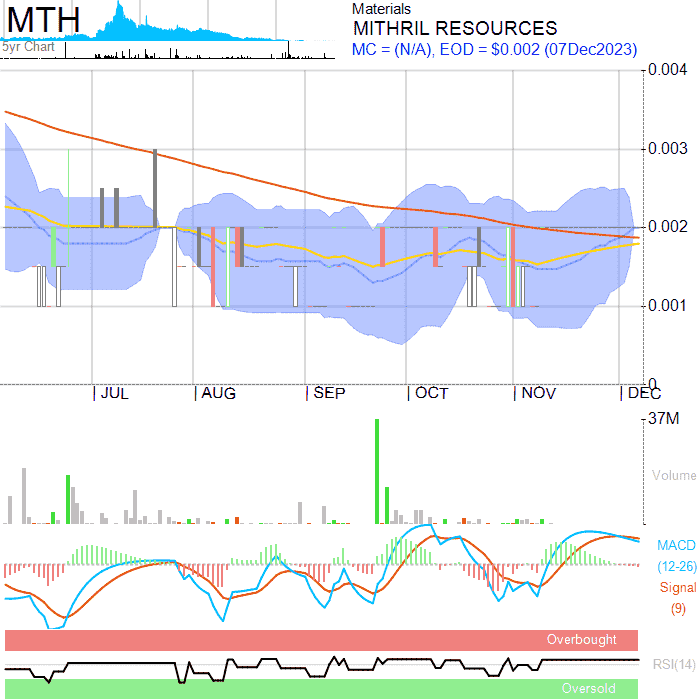 MTH
5yr Chart
Materials
MITHRIL RESOURCES
MC = (N/A), EOD = $0.002 (07Dec2023)
0.004
0.003
0.002
0.001
0
JUL AUG SEP OCT NOV DEC
37M
Volume
MACD
(12-26)
Signal
(9)
Overbought
RSI(14)
Oversold